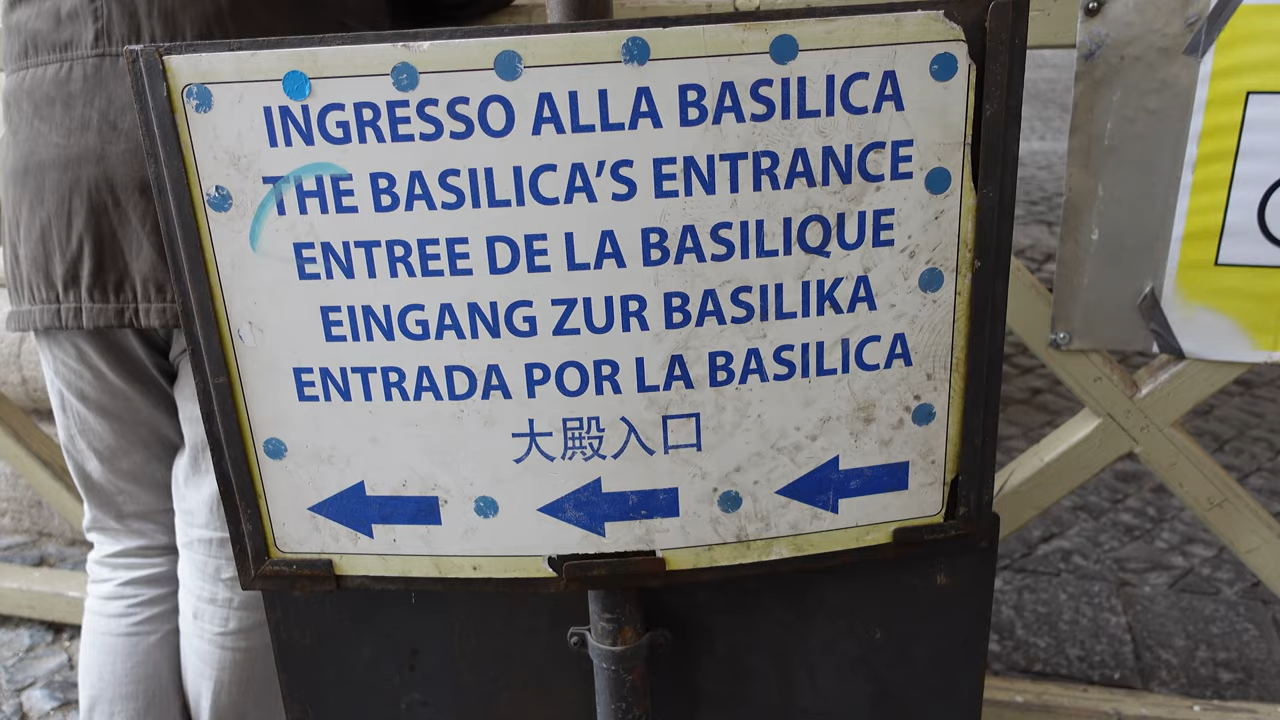 INGRESSO ALLA BASILICA
THE BASILICA'S ENTRANCE
ENTREE DE LA BASILIQUE
EINGANG ZUR BASILIKA
ENTRADA POR LA BASILICA
大殿入口